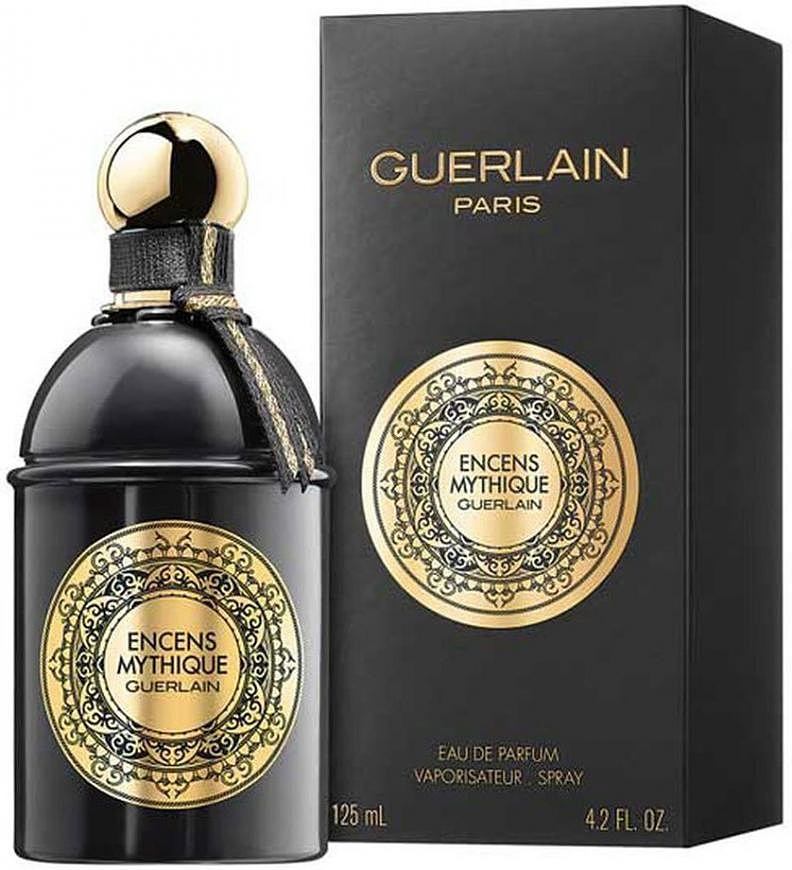 GUERLAIN
PARIS
ENCENS
MYTHIQUE
GUERLAIN
EAU DE PARFUM
VAPORISATEUR . SPRAY
125 mL 4.2 FL. OZ.
ENCENS
MYTHIQUE
GUERLAIN